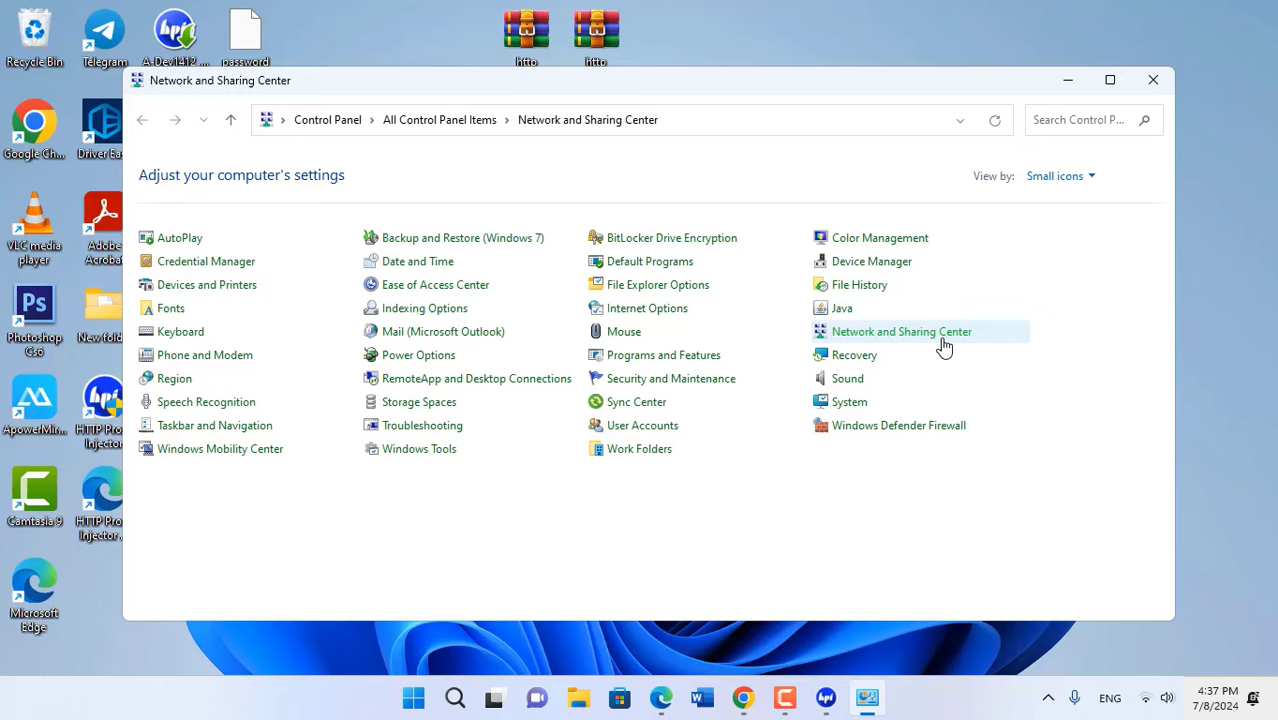 Recycle Bin
Telegram
A-Dev1412 ...
password
http
http
Network and Sharing Center
Control Panel > All Control Panel Items > Network and Sharing Center
Search Control P...
Adjust your computer's settings
View by: Small icons
AutoPlay
Backup and Restore (Windows 7)
BitLocker Drive Encryption
Color Management
Credential Manager
Date and Time
Default Programs
Device Manager
Devices and Printers
Ease of Access Center
File Explorer Options
File History
Fonts
Indexing Options
Internet Options
Java
Keyboard
Mail (Microsoft Outlook)
Mouse
Network and Sharing Center
Phone and Modem
Power Options
Programs and Features
Recovery
Region
RemoteApp and Desktop Connections
Security and Maintenance
Sound
Speech Recognition
Storage Spaces
Sync Center
System
Taskbar and Navigation
Troubleshooting
User Accounts
Windows Defender Firewall
Windows Mobility Center
Windows Tools
Work Folders
Google Ch...
Driver Eas
VLC media
player
Adobe
Acrobat
Photoshop
Cs6
New fold
ApowerMir...
HTTP Pro
Injector
Camtasia 9
HTTP Pro
Injector .
Microsoft
Edge
ENG
4:37 PM
7/8/2024